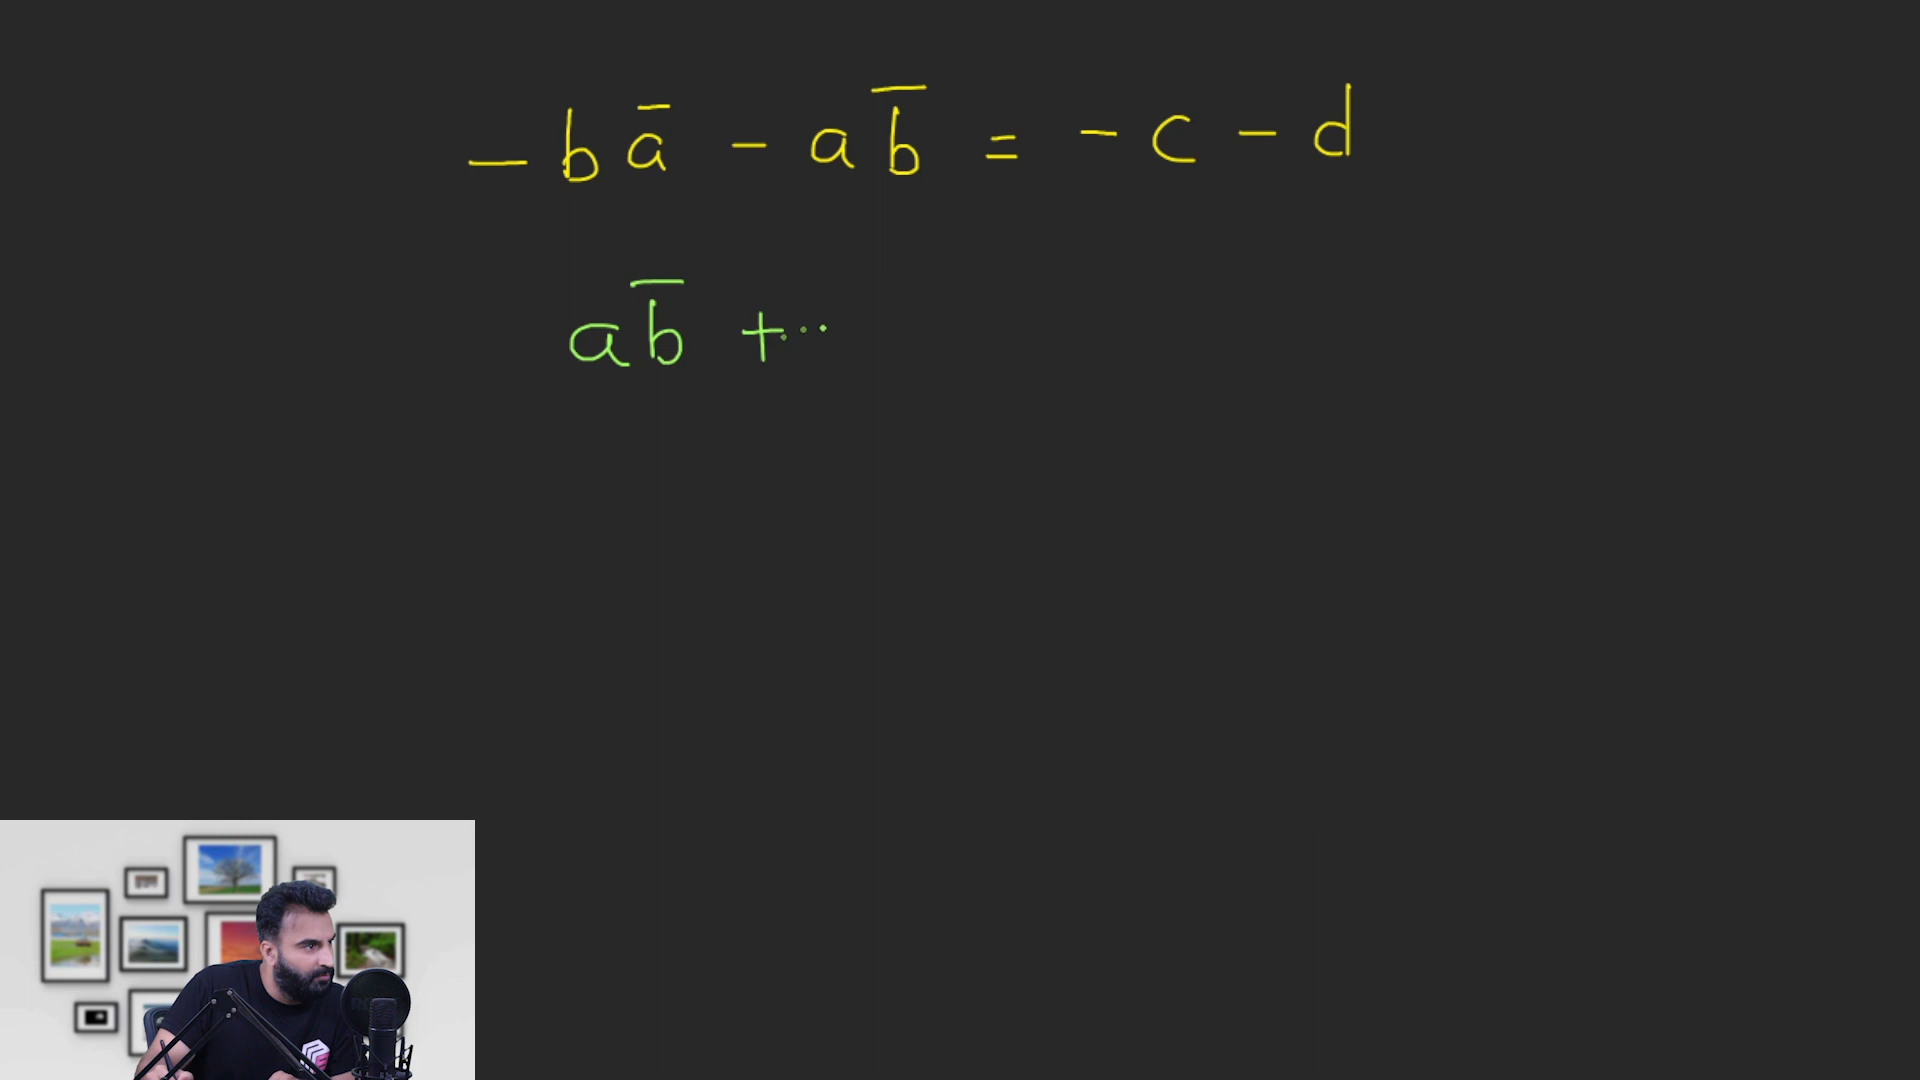 -bā - ab̄ = -c - d
ab̄ + ...